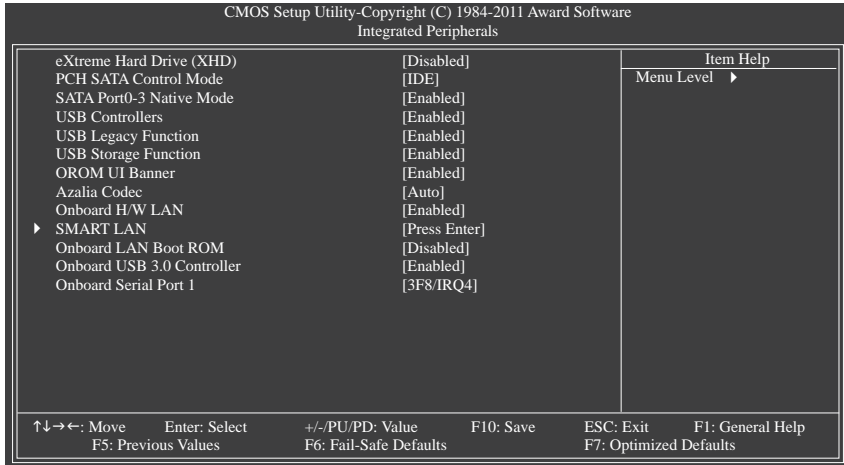 CMOS Setup Utility-Copyright (C) 1984-2011 Award Software
Integrated Peripherals
eXtreme Hard Drive (XHD) [Disabled]
PCH SATA Control Mode [IDE]
SATA Port0-3 Native Mode [Enabled]
USB Controllers [Enabled]
USB Legacy Function [Enabled]
USB Storage Function [Enabled]
OROM UI Banner [Enabled]
Azalia Codec [Auto]
Onboard H/W LAN [Enabled]
SMART LAN [Press Enter]
Onboard LAN Boot ROM [Disabled]
Onboard USB 3.0 Controller [Enabled]
Onboard Serial Port 1 [3F8/IRQ4]
Item Help
Menu Level
↑↓→←: Move Enter: Select +/-/PU/PD: Value F10: Save ESC: Exit F1: General Help
F5: Previous Values F6: Fail-Safe Defaults F7: Optimized Defaults